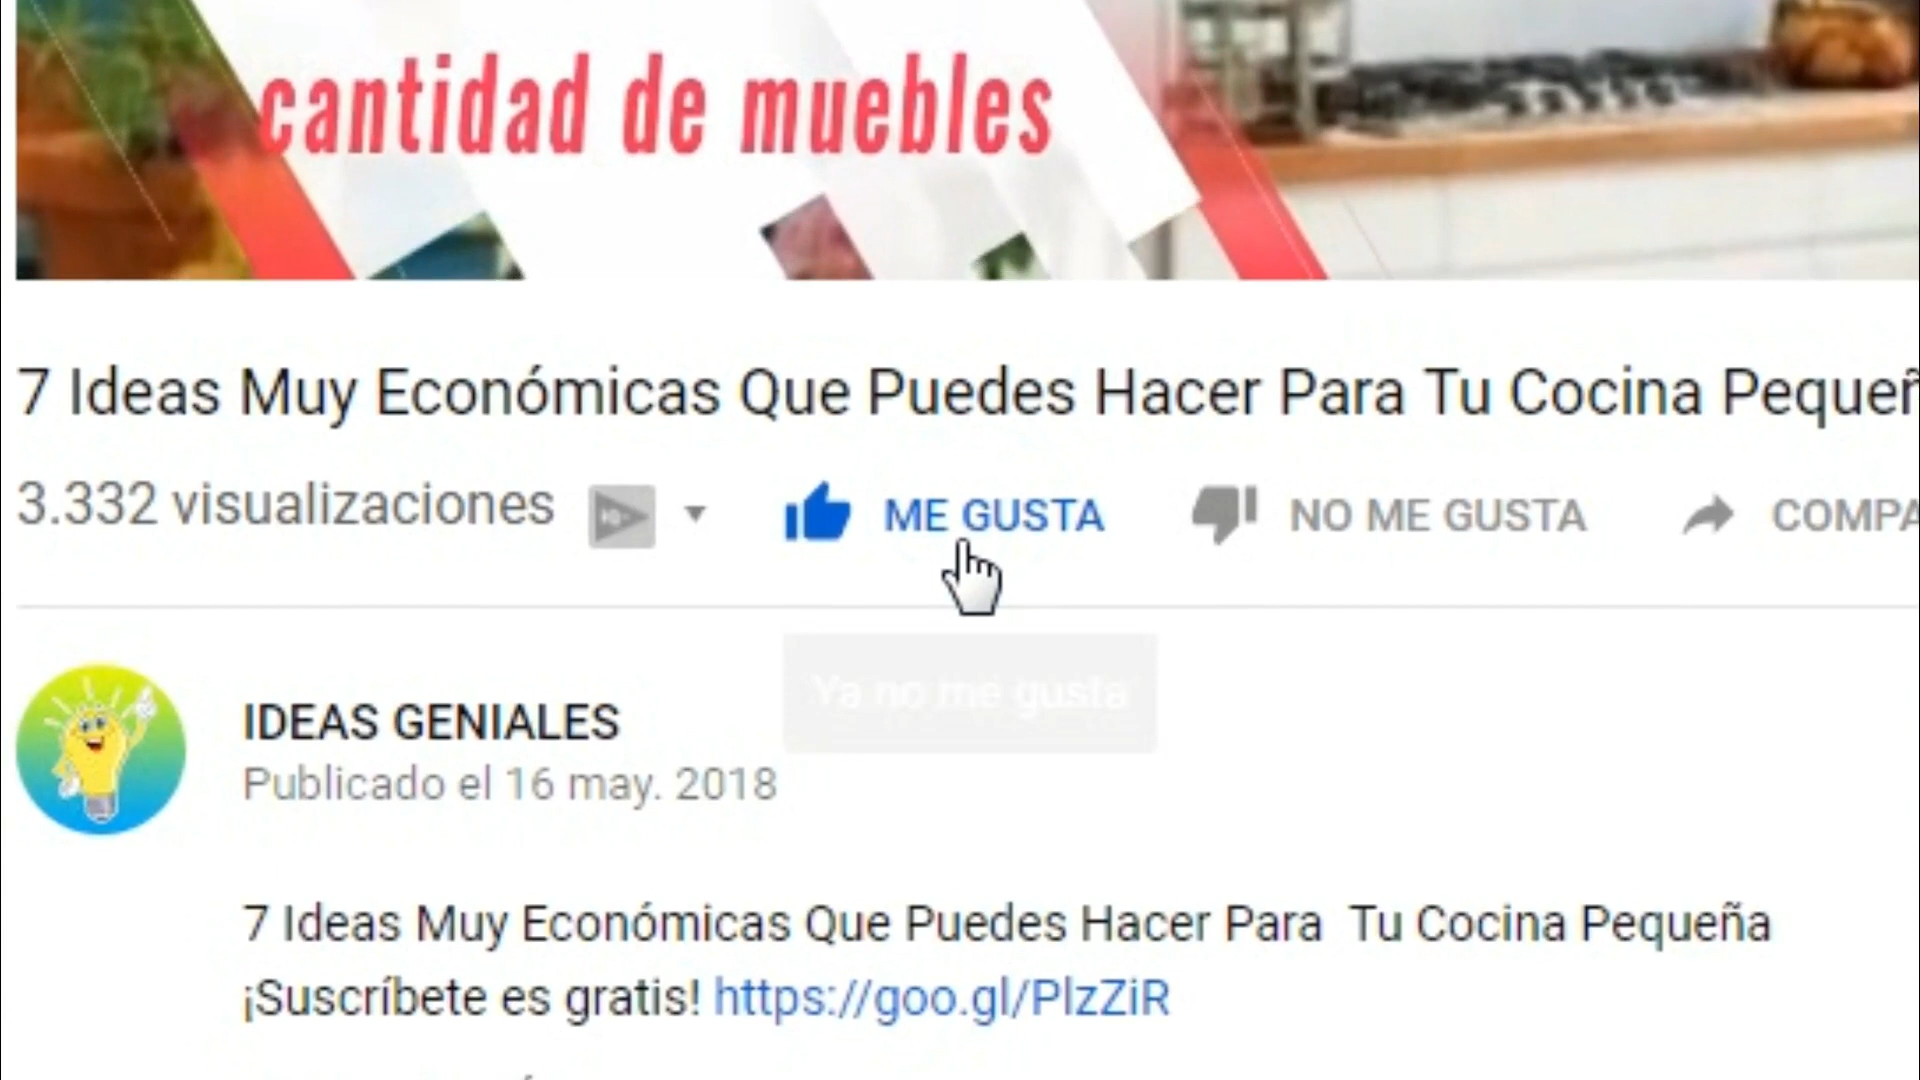 cantidad de muebles
7 Ideas Muy Económicas Que Puedes Hacer Para Tu Cocina Pequeñ
3.332 visualizaciones ME GUSTA NO ME GUSTA COMPA
Ya no me gusta
IDEAS GENIALES
Publicado el 16 may. 2018
7 Ideas Muy Económicas Que Puedes Hacer Para Tu Cocina Pequeña
¡Suscríbete es gratis! https://goo.gl/PlzZiR